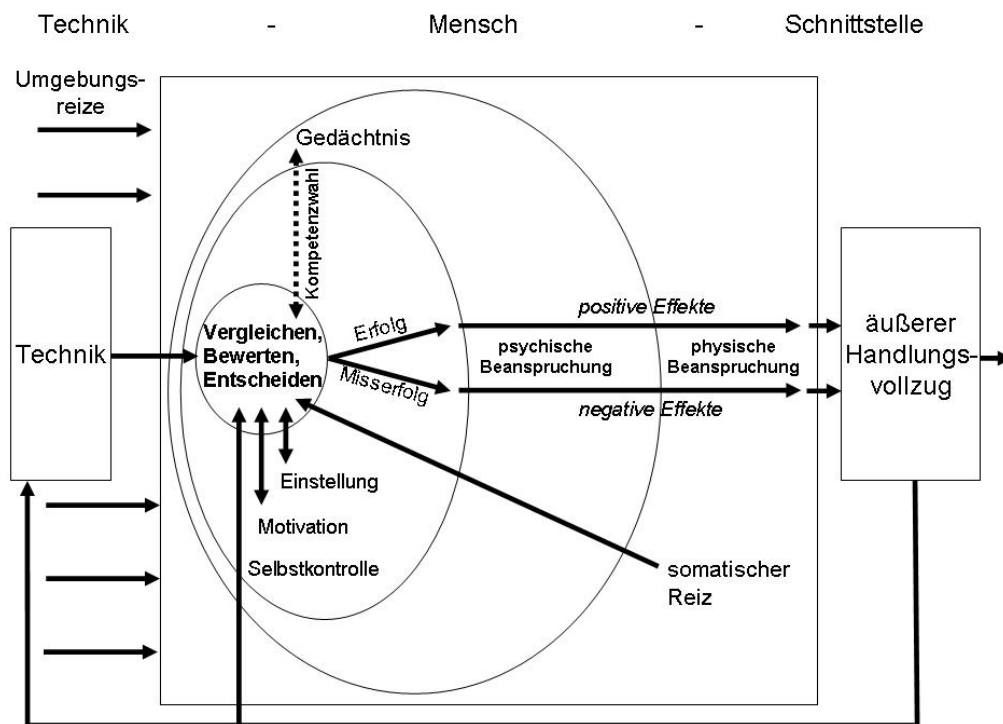 Technik - Mensch - Schnittstelle
Umgebungs-
reize
Gedächtnis
Kompetenzwahl
Technik
Vergleichen,
Bewerten,
Entscheiden
Erfolg
Misserfolg
positive Effekte
psychische
Beanspruchung
physische
Beanspruchung
negative Effekte
äußerer
Handlungs-
vollzug
Einstellung
Motivation
Selbstkontrolle
somatischer
Reiz